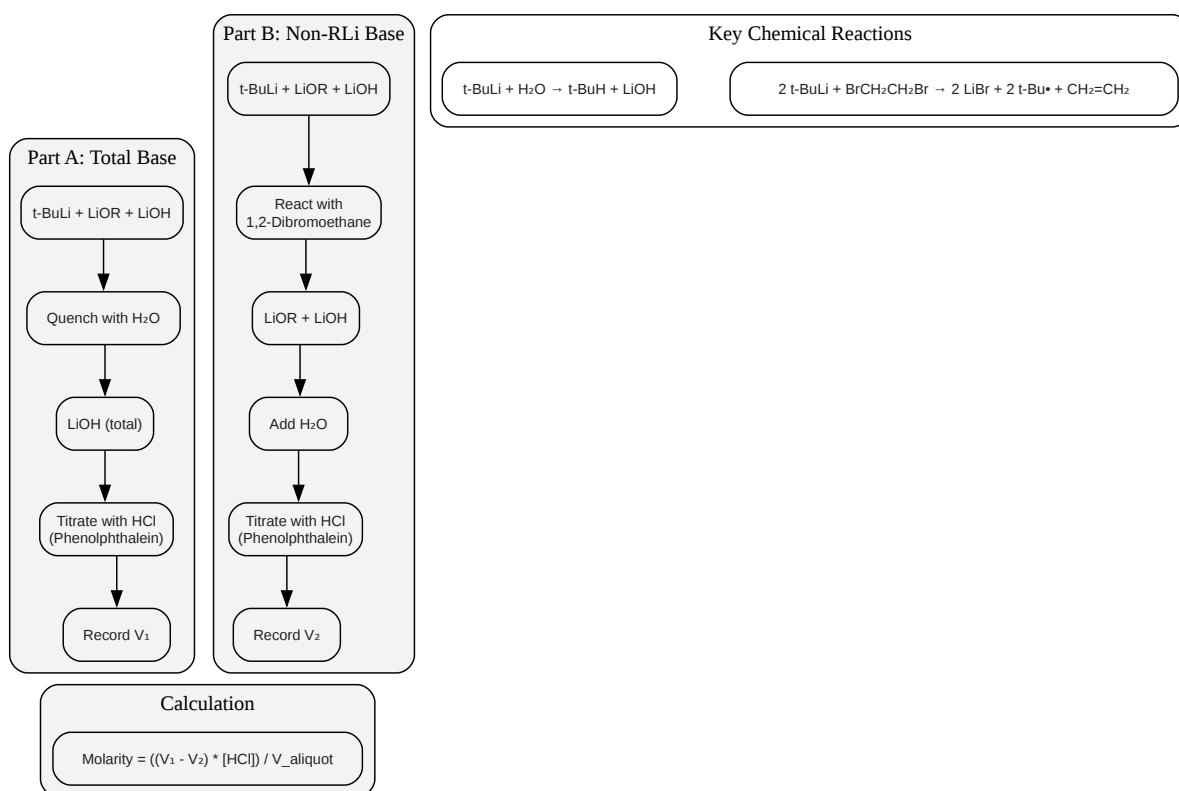 Part A: Total Base
t-BuLi + LiOR + LiOH
Quench with H₂O
LiOH (total)
Titrate with HCl
(Phenolphthalein)
Record V₁
Part B: Non-RLi Base
t-BuLi + LiOR + LiOH
React with
1,2-Dibromoethane
LiOR + LiOH
Add H₂O
Titrate with HCl
(Phenolphthalein)
Record V₂
Key Chemical Reactions
t-BuLi + H₂O → t-BuH + LiOH
2 t-BuLi + BrCH₂CH₂Br → 2 LiBr + 2 t-Bu• + CH₂=CH₂
Calculation
Molarity = ((V₁ - V₂) * [HCl]) / V_aliquot